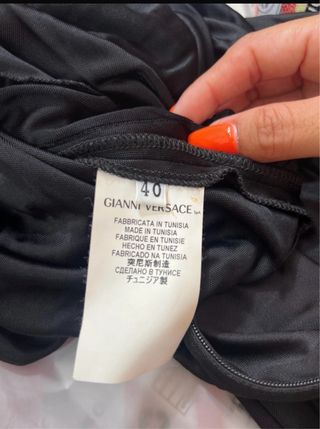 40
GIANNI VERSACE SpA
FABBRICATA IN TUNISIA
MADE IN TUNISIA
FABRIQUE EN TUNISIE
HECHO EN TUNEZ
FABRICADO NA TUNISIA
突尼斯制造
СДЕЛАНО В ТУНИСЕ
チュニジア製